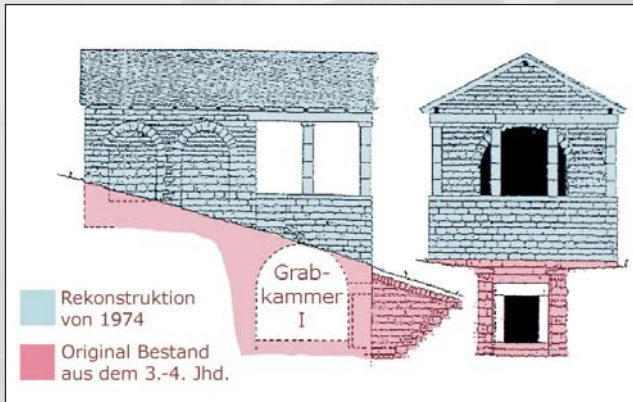 Grab-
kammer
I
Rekonstruktion
von 1974
Original Bestand
aus dem 3.-4. Jhd.